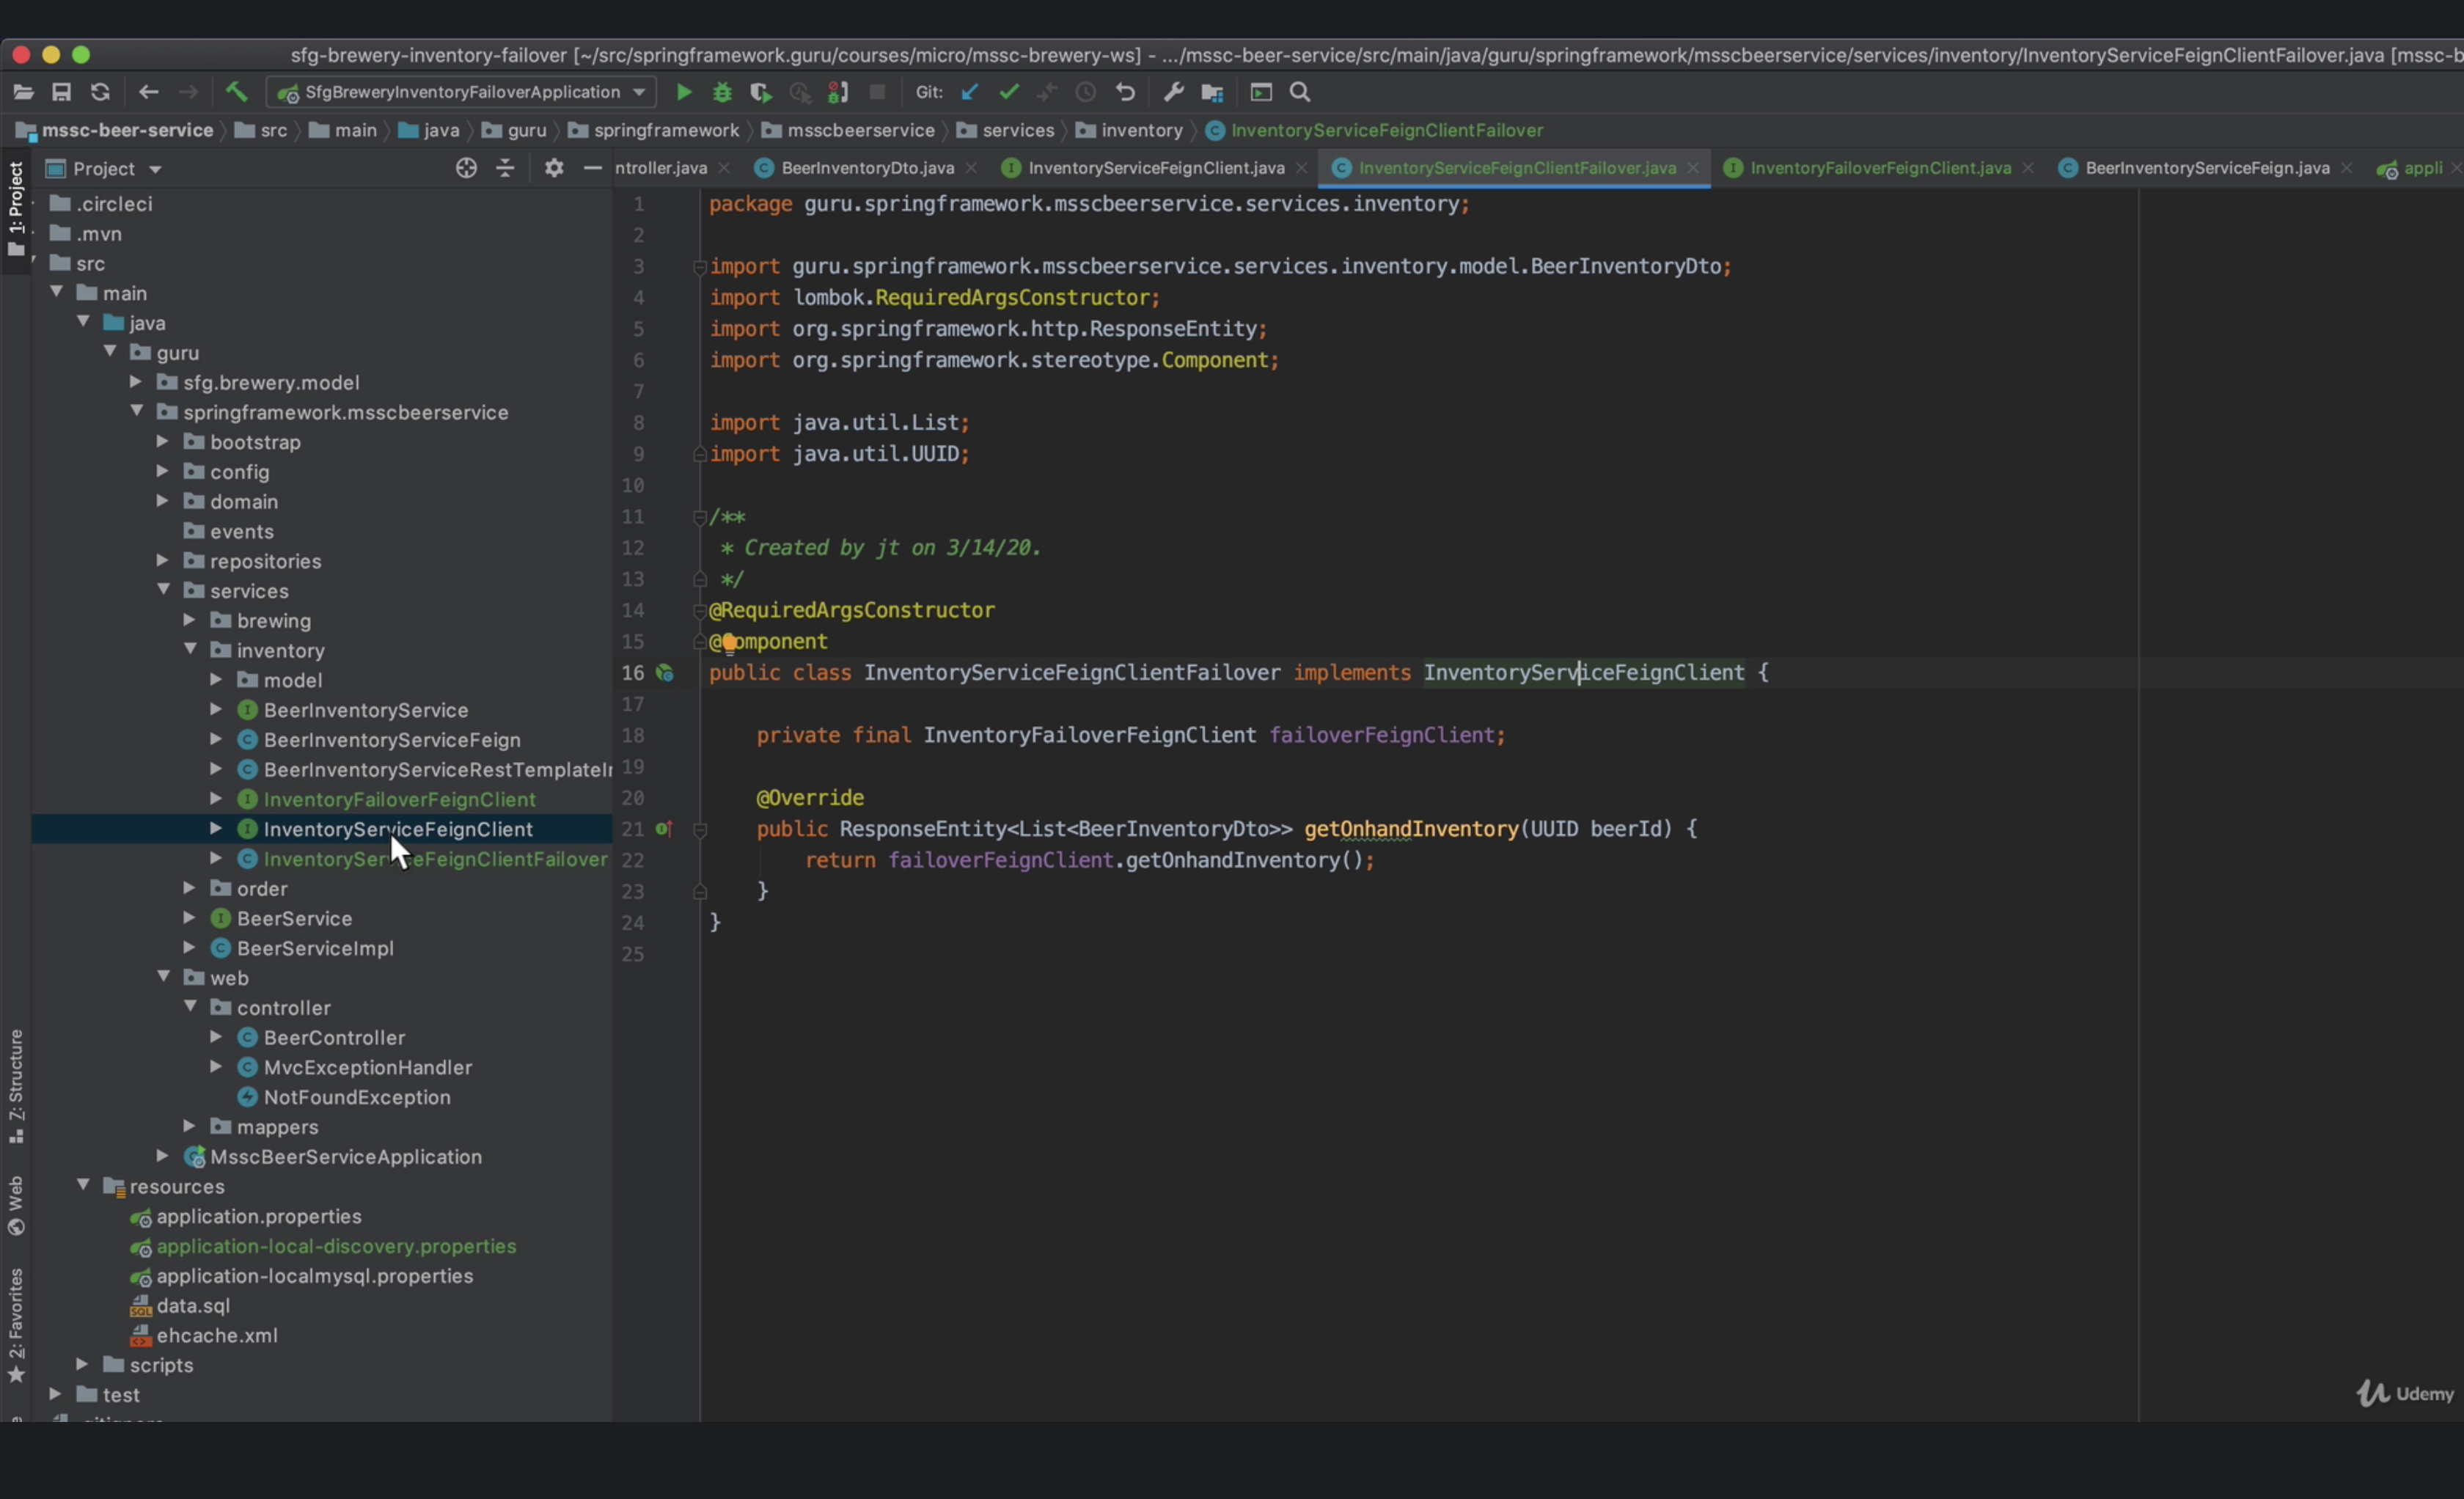 sfg-brewery-inventory-failover [~/src/springframework.guru/courses/micro/mssc-brewery-ws] - .../mssc-beer-service/src/main/java/guru/springframework/msscbeerservice/services/inventory/InventoryServiceFeignClientFailover.java [mssc-b
SfgBreweryInventoryFailoverApplication Git:
mssc-beer-service src main java guru springframework msscbeerservice services inventory InventoryServiceFeignClientFailover
Project ntroller.java BeerInventoryDto.java InventoryServiceFeignClient.java InventoryServiceFeignClientFailover.java InventoryFailoverFeignClient.java BeerInventoryServiceFeign.java appli
1: Project
7: Structure
Web
2: Favorites
.circleci
.mvn
src
main
java
guru
sfg.brewery.model
springframework.msscbeerservice
bootstrap
config
domain
events
repositories
services
brewing
inventory
model
BeerInventoryService
BeerInventoryServiceFeign
BeerInventoryServiceRestTemplateI
InventoryFailoverFeignClient
InventoryServiceFeignClient
InventoryServiceFeignClientFailover
order
BeerService
BeerServiceImpl
web
controller
BeerController
MvcExceptionHandler
NotFoundException
mappers
MsscBeerServiceApplication
resources
application.properties
application-local-discovery.properties
application-localmysql.properties
data.sql
ehcache.xml
scripts
test
1 package guru.springframework.msscbeerservice.services.inventory;
2
3 import guru.springframework.msscbeerservice.services.inventory.model.BeerInventoryDto;
4 import lombok.RequiredArgsConstructor;
5 import org.springframework.http.ResponseEntity;
6 import org.springframework.stereotype.Component;
7
8 import java.util.List;
9 import java.util.UUID;
10
11 /**
12 * Created by jt on 3/14/20.
13 */
14 @RequiredArgsConstructor
15 @Component
16 public class InventoryServiceFeignClientFailover implements InventoryServiceFeignClient {
17
18 private final InventoryFailoverFeignClient failoverFeignClient;
19
20 @Override
21 public ResponseEntity<List<BeerInventoryDto>> getOnhandInventory(UUID beerId) {
22 return failoverFeignClient.getOnhandInventory();
23 }
24 }
25
Udemy